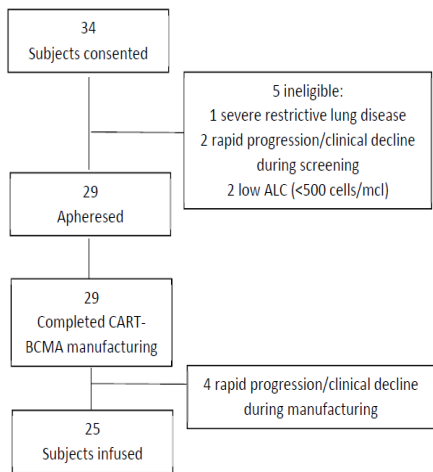 34
Subjects consented
5 ineligible:
1 severe restrictive lung disease
2 rapid progression/clinical decline
during screening
2 low ALC (<500 cells/mcl)
29
Apheresed
29
Completed CART-
BCMA manufacturing
4 rapid progression/clinical decline
during manufacturing
25
Subjects infused